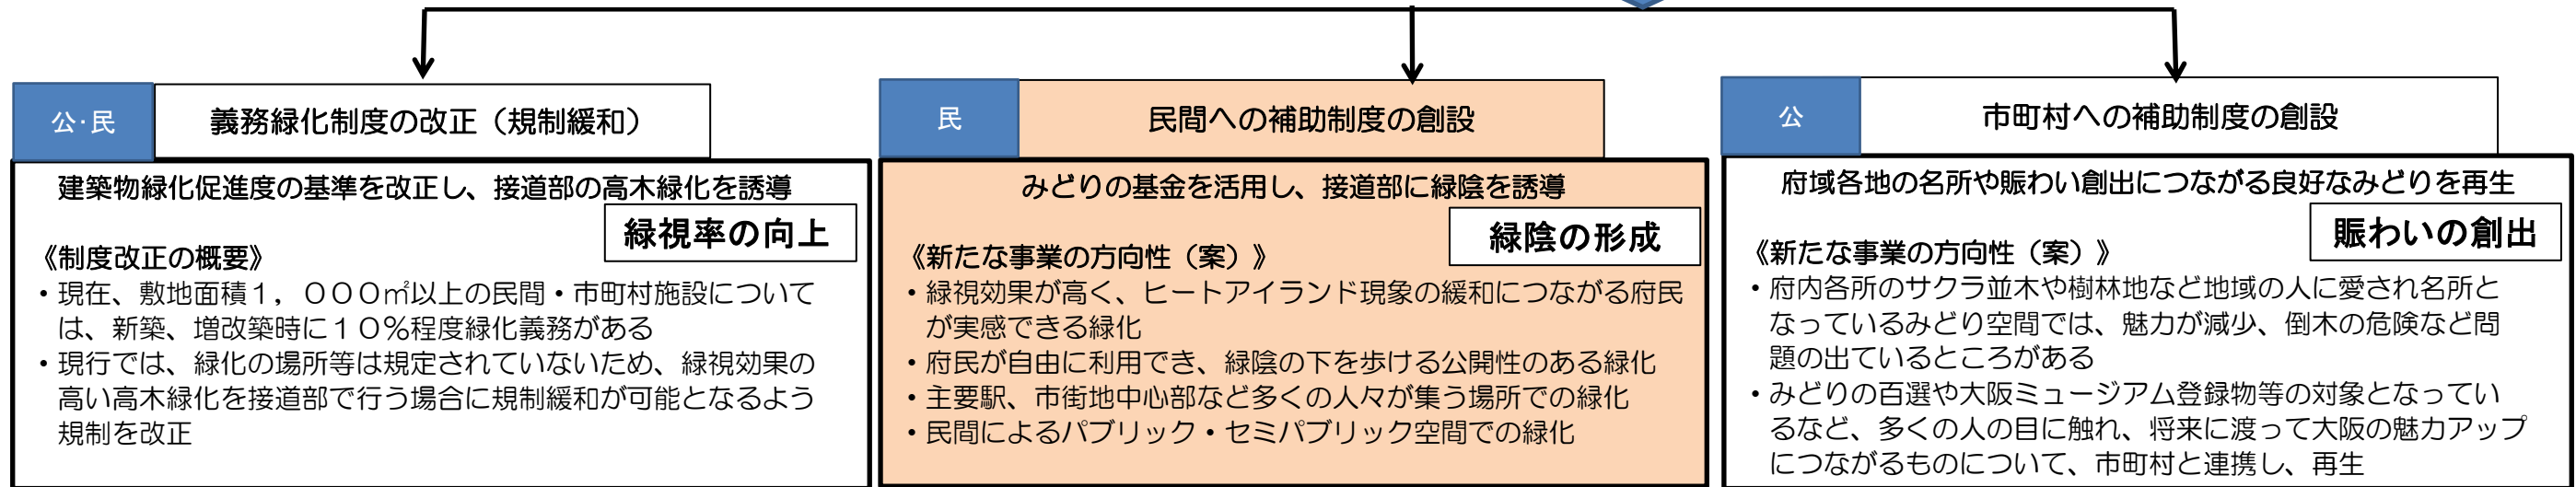 公・民
義務緑化制度の改正（規制緩和）
建築物緑化促進度の基準を改正し、接道部の高木緑化を誘導
緑視率の向上
《制度改正の概要》
・現在、敷地面積１，０００㎡以上の民間・市町村施設について
は、新築、増改築時に１０％程度緑化義務がある
・現行では、緑化の場所等は規定されていないため、緑視効果の
高い高木緑化を接道部で行う場合に規制緩和が可能となるよう
規制を改正
民
民間への補助制度の創設
みどりの基金を活用し、接道部に緑陰を誘導
緑陰の形成
《新たな事業の方向性（案）》
・緑視効果が高く、ヒートアイランド現象の緩和につながる府民
が実感できる緑化
・府民が自由に利用でき、緑陰の下を歩ける公開性のある緑化
・主要駅、市街地中心部など多くの人々が集う場所での緑化
・民間によるパブリック・セミパブリック空間での緑化
公
市町村への補助制度の創設
府域各地の名所や賑わい創出につながる良好なみどりを再生
賑わいの創出
《新たな事業の方向性（案）》
・府内各所のサクラ並木や樹林地など地域の人に愛され名所と
なっているみどり空間では、魅力が減少、倒木の危険など問
題の出ているところがある
・みどりの百選や大阪ミュージアム登録物等の対象となってい
るなど、多くの人の目に触れ、将来に渡って大阪の魅力アップ
につながるものについて、市町村と連携し、再生